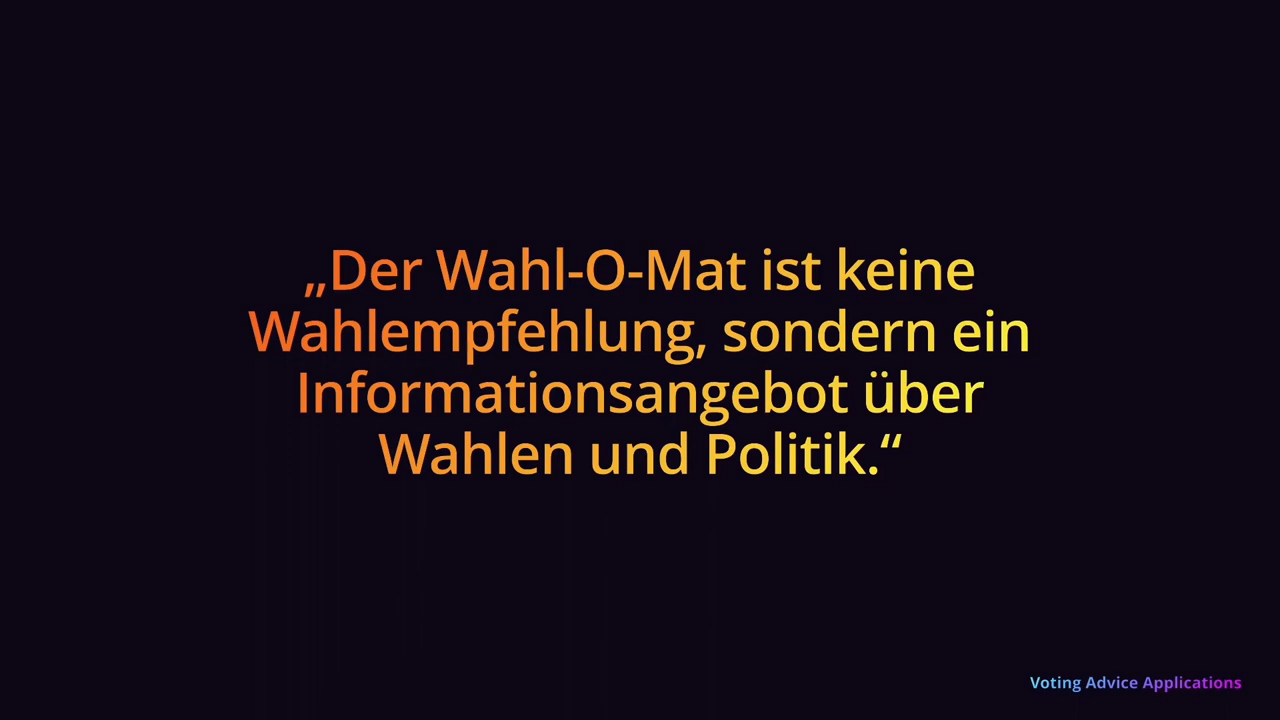 „Der Wahl-O-Mat ist keine
Wahlempfehlung, sondern ein
Informationsangebot über
Wahlen und Politik.“
Voting Advice Applications